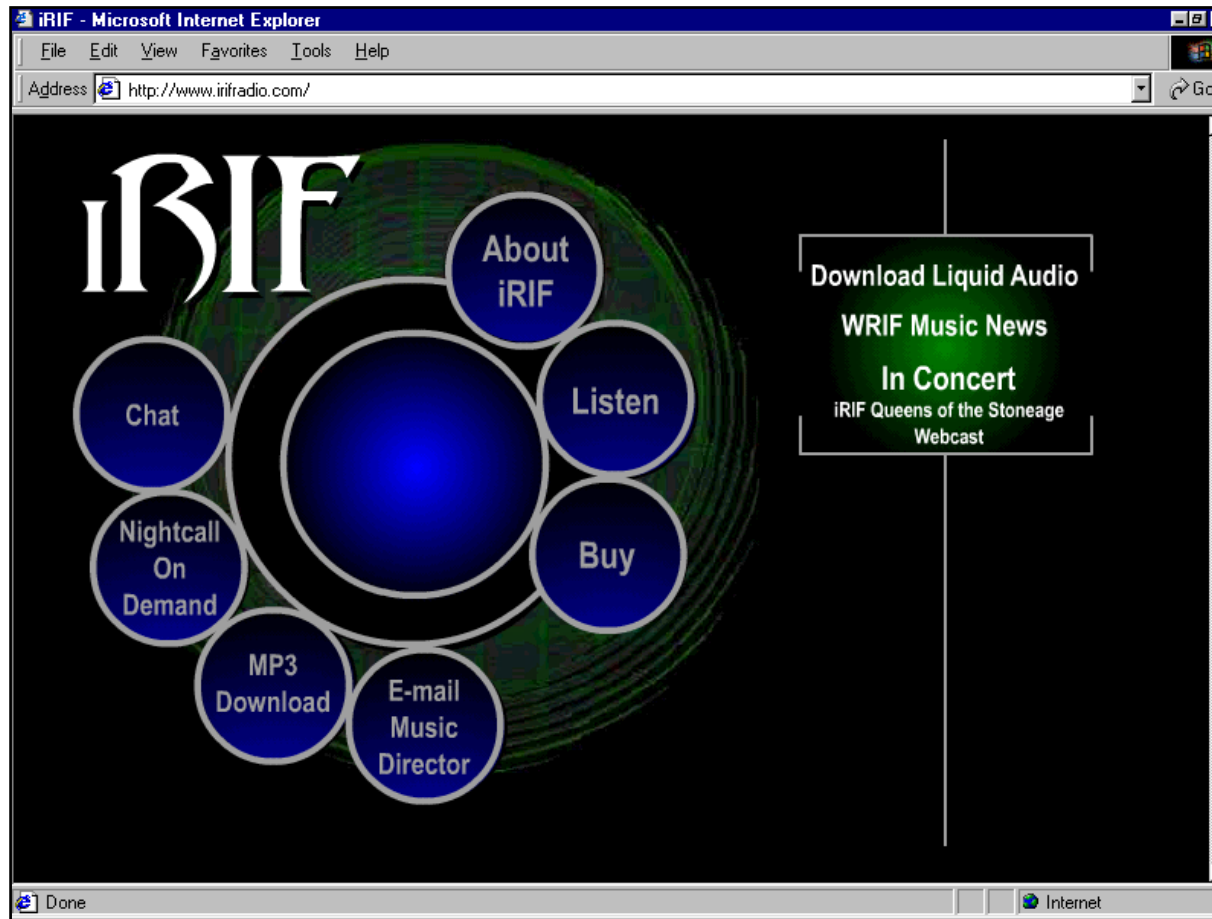 iRIF - Microsoft Internet Explorer
File Edit View Favorites Tools Help
Address http://www.irifradio.com/ Go
iRIF
About
iRIF
Listen
Buy
E-mail
Music
Director
MP3
Download
Nightcall
On
Demand
Chat
Download Liquid Audio
WRIF Music News
In Concert
iRIF Queens of the Stoneage
Webcast
Done Internet